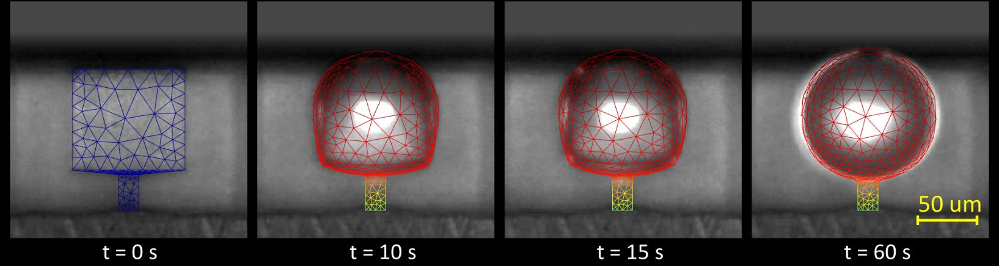 50 um
t = 0 s
t = 10 s
t = 15 s
t = 60 s